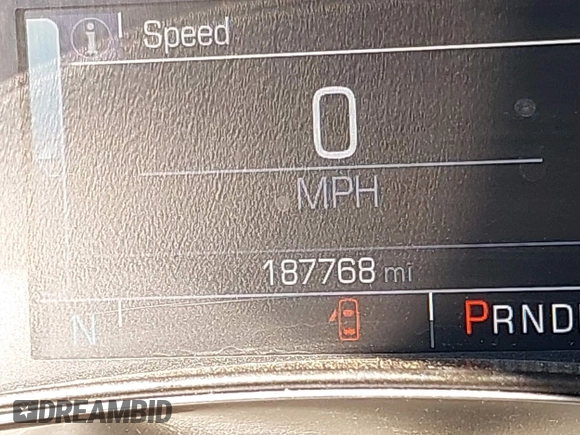 i Speed
0
MPH
187768 mi
N PRND
DREAMBID